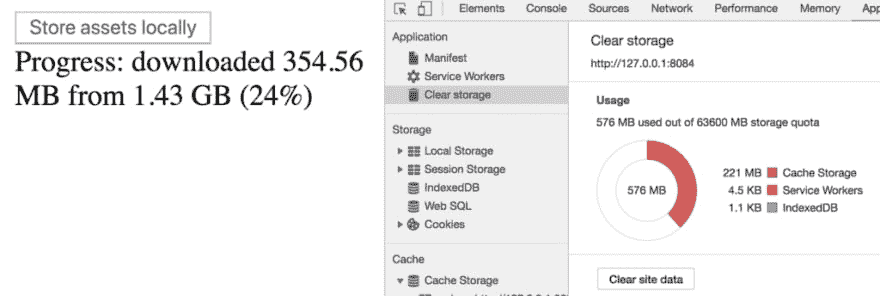 Store assets locally
Progress: downloaded 354.56
MB from 1.43 GB (24%)
Elements Console Sources Network Performance Memory
Application
Manifest
Service Workers
Clear storage
Storage
Local Storage
Session Storage
IndexedDB
Web SQL
Cookies
Cache
Cache Storage
Clear storage
http://127.0.0.1:8084
Usage
576 MB used out of 63600 MB storage quota
576 MB
221 MB Cache Storage
4.5 KB Service Workers
1.1 KB IndexedDB
Clear site data